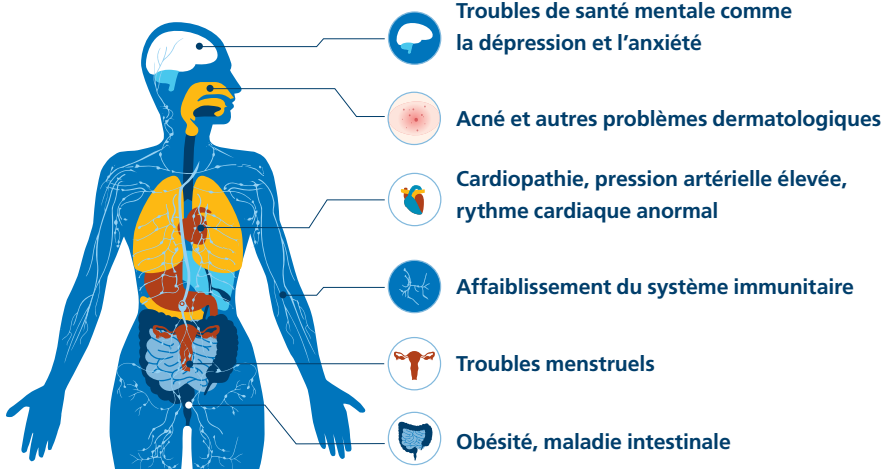 Troubles de santé mentale comme
la dépression et l’anxiété
Acné et autres problèmes dermatologiques
Cardiopathie, pression artérielle élevée,
rythme cardiaque anormal
Affaiblissement du système immunitaire
Troubles menstruels
Obésité, maladie intestinale